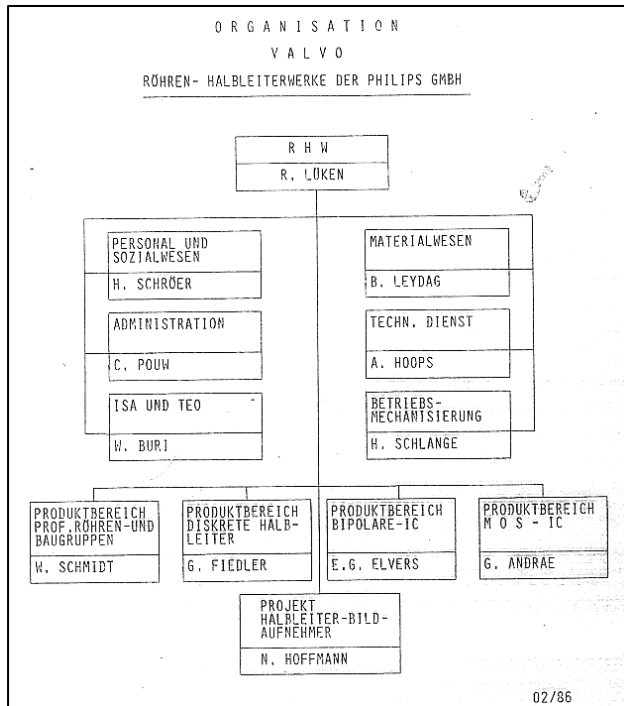 ORGANISATION
VALVO
RÖHREN- HALBLEITERWERKE DER PHILIPS GMBH
R H W
R. LÜKEN
PERSONAL UND
SOZIALWESEN
H. SCHRÖER
ADMINISTRATION
C. POUW
ISA UND TEO
W. BURI
MATERIALWESEN
B. LEYDAG
TECHN. DIENST
A. HOOPS
BETRIEBS-
MECHANISIERUNG
H. SCHLANGE
PRODUKTBEREICH
PROF.RÖHREN-UND
BAUGRUPPEN
W. SCHMIDT
PRODUKTBEREICH
DISKRETE HALB-
LEITER
G. FIEDLER
PRODUKTBEREICH
BIPOLARE-IC
E.G. ELVERS
PRODUKTBEREICH
M O S - IC
G. ANDRAE
PROJEKT
HALBLEITER-BILD-
AUFNEHMER
N. HOFFMANN
02/86